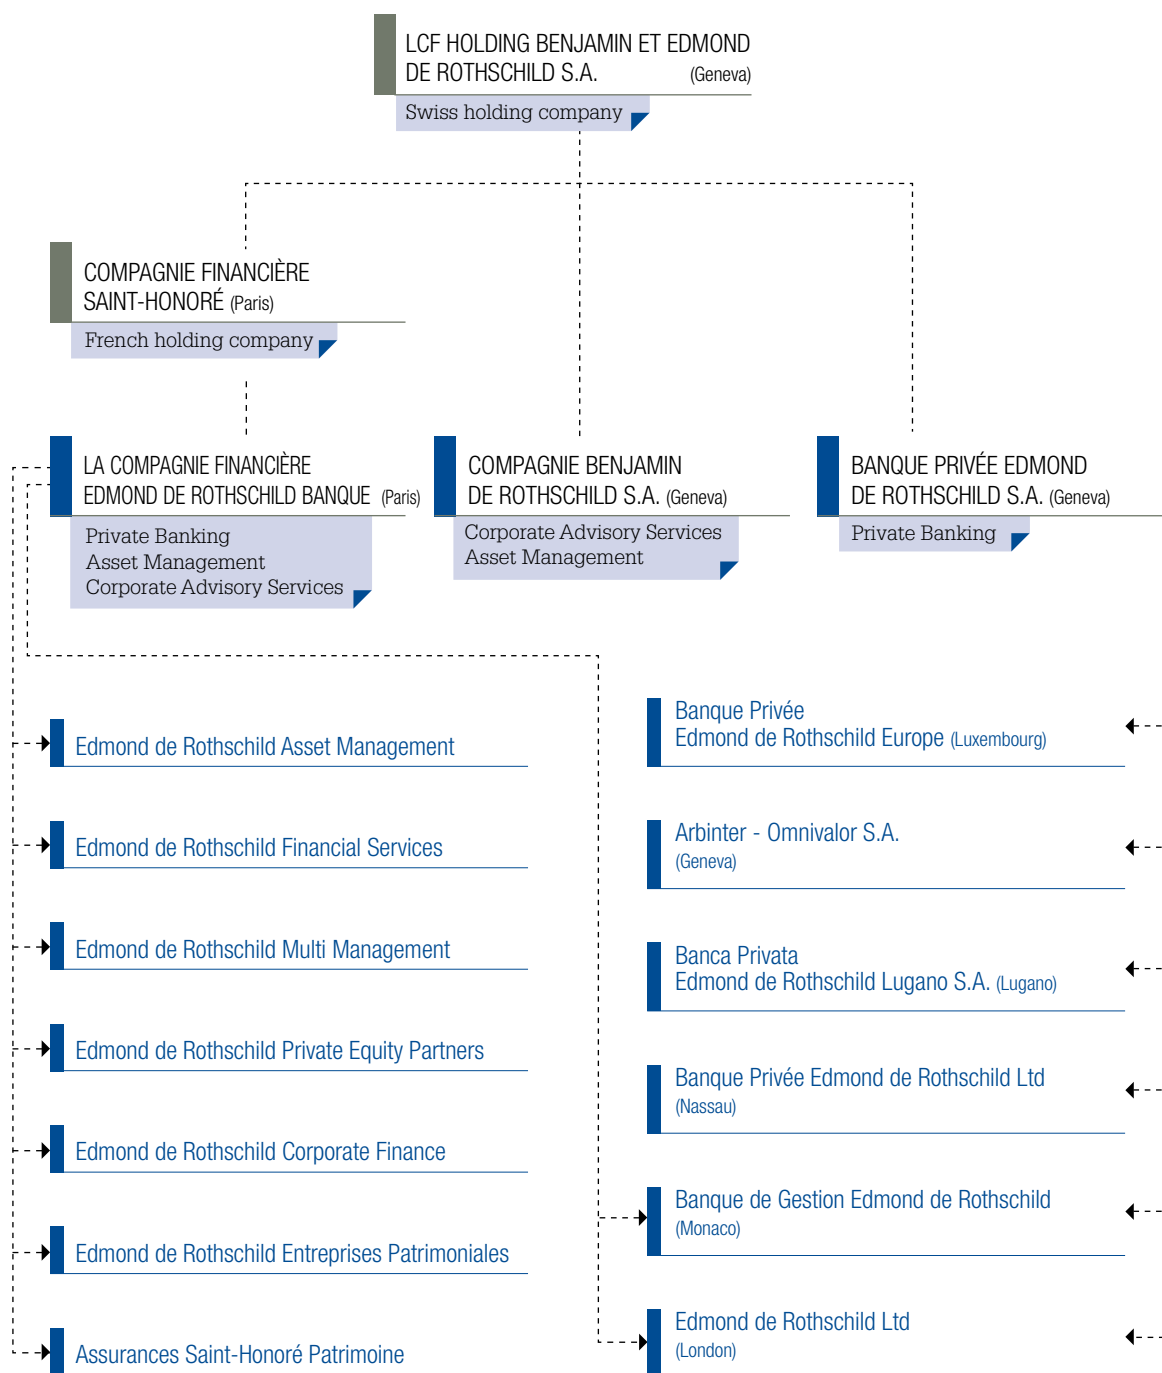 LCF HOLDING BENJAMIN ET EDMOND
DE ROTHSCHILD S.A. (Geneva)
Swiss holding company
COMPAGNIE FINANCIÈRE
SAINT-HONORÉ (Paris)
French holding company
LA COMPAGNIE FINANCIÈRE
EDMOND DE ROTHSCHILD BANQUE (Paris)
Private Banking
Asset Management
Corporate Advisory Services
COMPAGNIE BENJAMIN
DE ROTHSCHILD S.A. (Geneva)
Corporate Advisory Services
Asset Management
BANQUE PRIVÉE EDMOND
DE ROTHSCHILD S.A. (Geneva)
Private Banking
Edmond de Rothschild Asset Management
Edmond de Rothschild Financial Services
Edmond de Rothschild Multi Management
Edmond de Rothschild Private Equity Partners
Edmond de Rothschild Corporate Finance
Edmond de Rothschild Entreprises Patrimoniales
Assurances Saint-Honoré Patrimoine
Banque Privée
Edmond de Rothschild Europe (Luxembourg)
Arbinter - Omnivalor S.A.
(Geneva)
Banca Privata
Edmond de Rothschild Lugano S.A. (Lugano)
Banque Privée Edmond de Rothschild Ltd
(Nassau)
Banque de Gestion Edmond de Rothschild
(Monaco)
Edmond de Rothschild Ltd
(London)